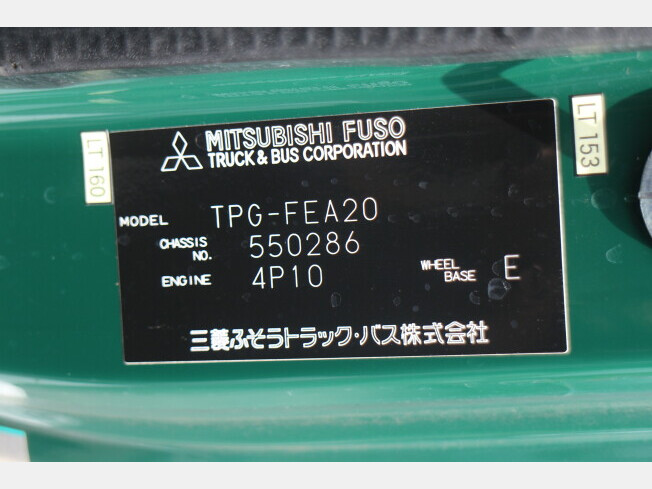 MITSUBISHI FUSO
TRUCK & BUS CORPORATION
LT 160
LT 153
MODEL TPG-FEA20
CHASSIS NO. 550286
ENGINE 4P10
WHEEL BASE E
三菱ふそうトラック・バス株式会社